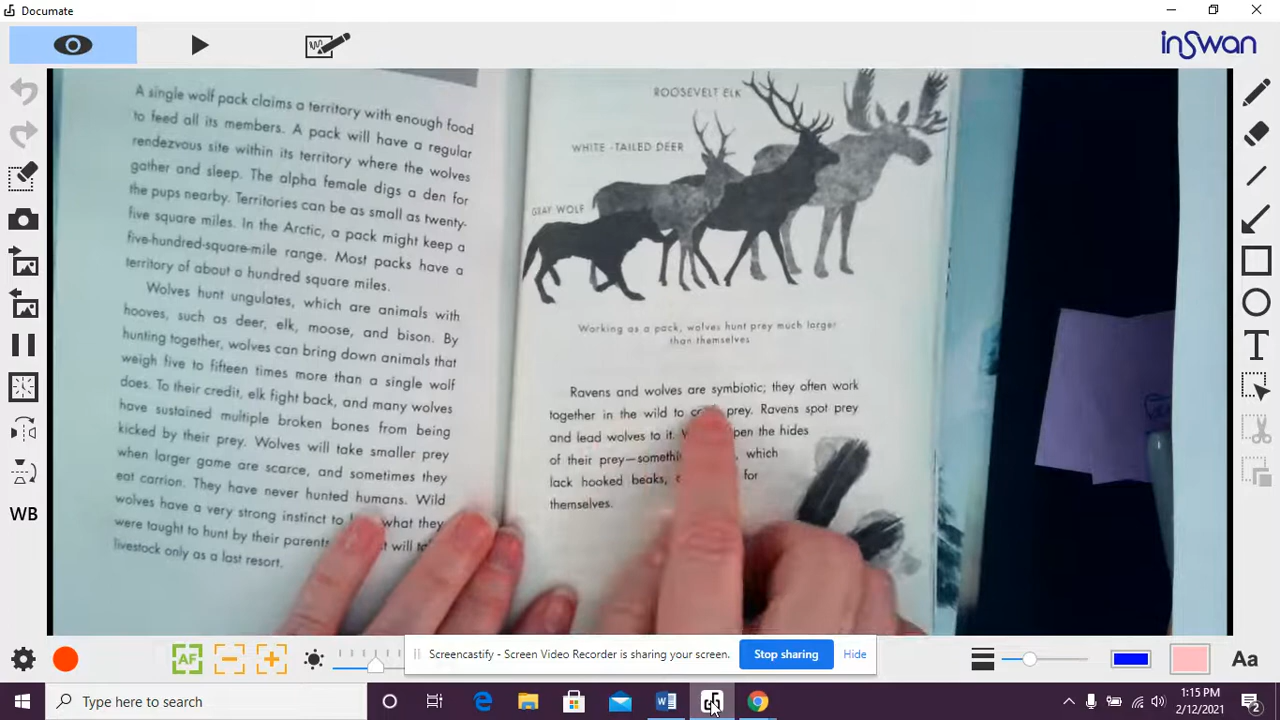 Documate
inSwan
A single wolf pack claims a territory with enough food
to feed all its members. A pack will have a regular
rendezvous site within its territory where the wolves
gather and sleep. The alpha female digs a den for
the pups nearby. Territories can be as small as twenty-
five square miles. In the Arctic, a pack might keep a
five-hundred-square-mile range. Most packs have a
territory of about a hundred square miles.
Wolves hunt ungulates, which are animals with
hooves, such as deer, elk, moose, and bison. By
hunting together, wolves can bring down animals that
weigh five to fifteen times more than a single wolf
does. To their credit, elk fight back, and many wolves
have sustained multiple broken bones from being
kicked by their prey. Wolves will take smaller prey
when larger game are scarce, and sometimes they
eat carrion. They have never hunted humans. Wild
wolves have a very strong instinct to what they
were taught to hunt by their parents will
livestock only as a last resort.
ROOSEVELT ELK
WHITE-TAILED DEER
GRAY WOLF
Working as a pack, wolves hunt prey much larger
than themselves
Ravens and wolves are symbiotic; they often work
together in the wild to prey. Ravens spot prey
and lead wolves to it. the hides
of their prey— which
lack hooked beaks, for
themselves.
WB
T
AF
Screencastify - Screen Video Recorder is sharing your screen.
Stop sharing
Hide
Aa
Type here to search
1:15 PM
2/12/2021
2